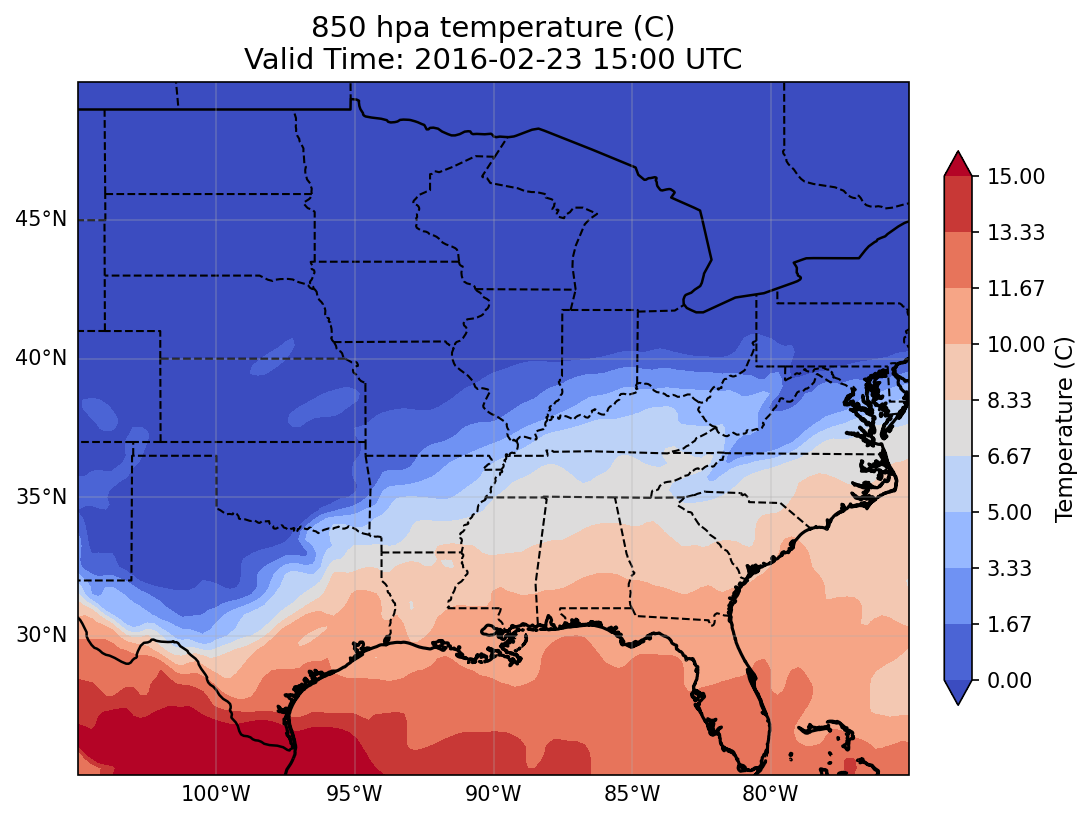 850 hpa temperature (C)
Valid Time: 2016-02-23 15:00 UTC
45°N
40°N
35°N
30°N
100°W
95°W
90°W
85°W
80°W
15.00
13.33
11.67
10.00
8.33
6.67
5.00
3.33
1.67
0.00
Temperature (C)